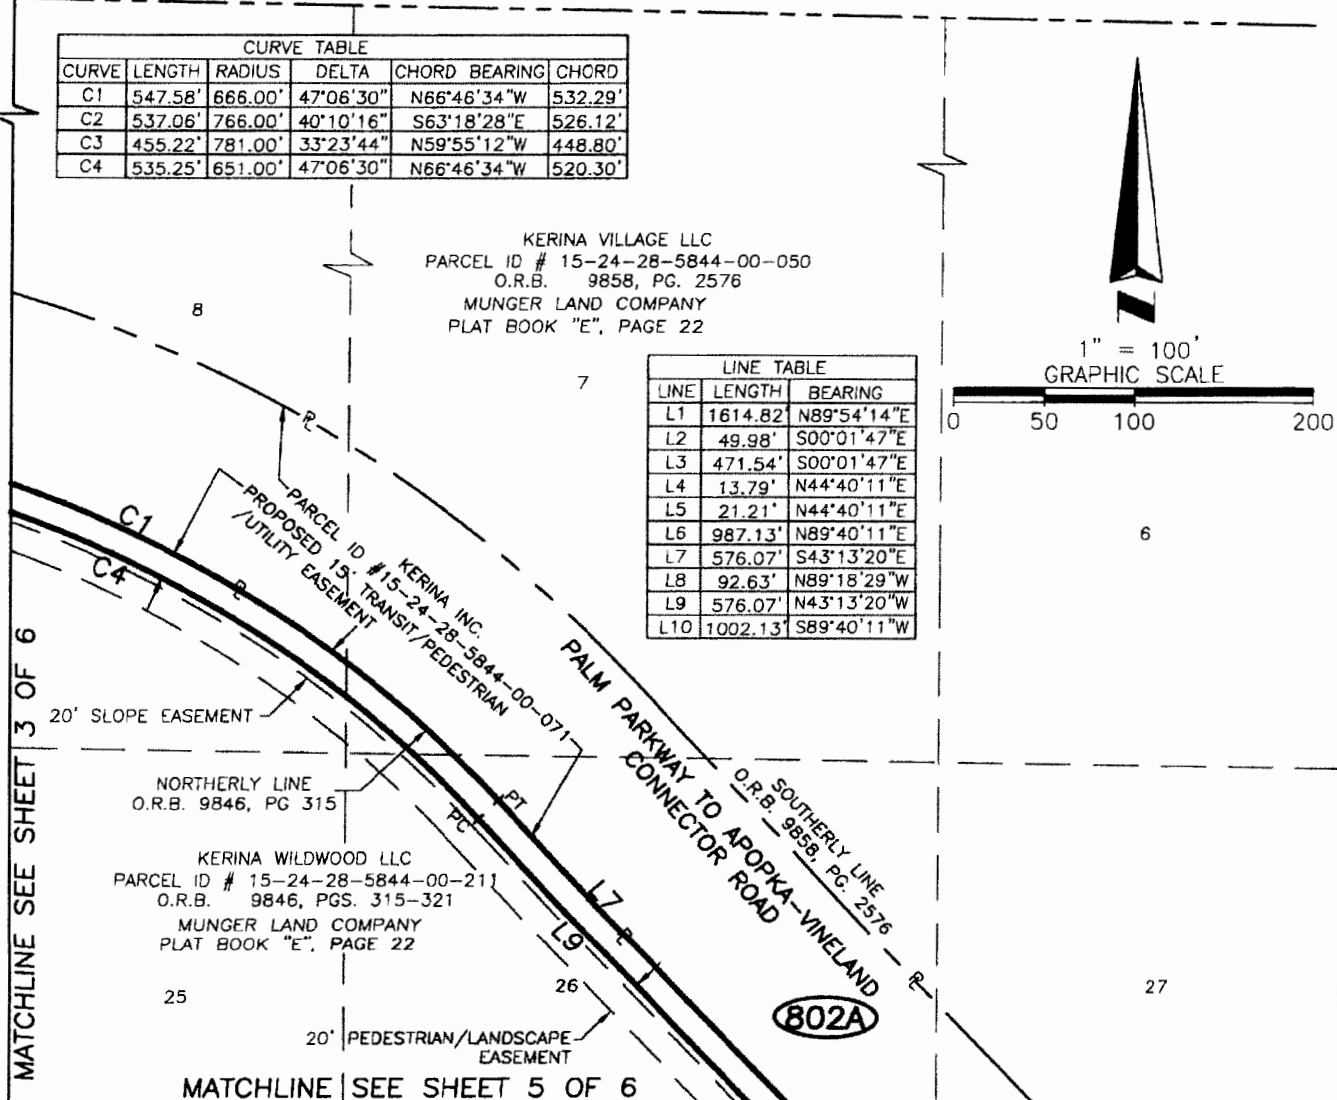 CURVE TABLE
CURVE LENGTH RADIUS DELTA CHORD BEARING CHORD
C1 547.58' 666.00' 47°06'30" N66°46'34"W 532.29'
C2 537.06' 766.00' 40°10'16" S63°18'28"E 526.12'
C3 455.22' 781.00' 33°23'44" N59°55'12"W 448.80'
C4 535.25' 651.00' 47°06'30" N66°46'34"W 520.30'
KERINA VILLAGE LLC
PARCEL ID # 15-24-28-5844-00-050
O.R.B. 9858, PG. 2576
MUNGER LAND COMPANY
PLAT BOOK "E", PAGE 22
8
7
1" = 100'
GRAPHIC SCALE
0 50 100 200
LINE TABLE
LINE LENGTH BEARING
L1 1614.82' N89°54'14"E
L2 49.98' S00°01'47"E
L3 471.54' S00°01'47"E
L4 13.79' N44°40'11"E
L5 21.21' N44°40'11"E
L6 987.13' N89°40'11"E
L7 576.07' S43°13'20"E
L8 92.63' N89°18'29"W
L9 576.07' N43°13'20"W
L10 1002.13' S89°40'11"W
6
PL
C1
C4
PL
KERINA INC.
PARCEL ID #15-24-28-5844-00-071
PROPOSED 15' TRANSIT/PEDESTRIAN
/UTILITY EASEMENT
20' SLOPE EASEMENT
MATCHLINE SEE SHEET 3 OF 6
NORTHERLY LINE
O.R.B. 9846, PG 315
PT
PC
PALM PARKWAY TO APOPKA-VINELAND
CONNECTOR ROAD
SOUTHERLY LINE
O.R.B. 9858, PG. 2576
KERINA WILDWOOD LLC
PARCEL ID # 15-24-28-5844-00-211
O.R.B. 9846, PGS. 315-321
MUNGER LAND COMPANY
PLAT BOOK "E", PAGE 22
L7
L9
PL
PL
25
26
27
802A
20' PEDESTRIAN/LANDSCAPE
EASEMENT
MATCHLINE SEE SHEET 5 OF 6